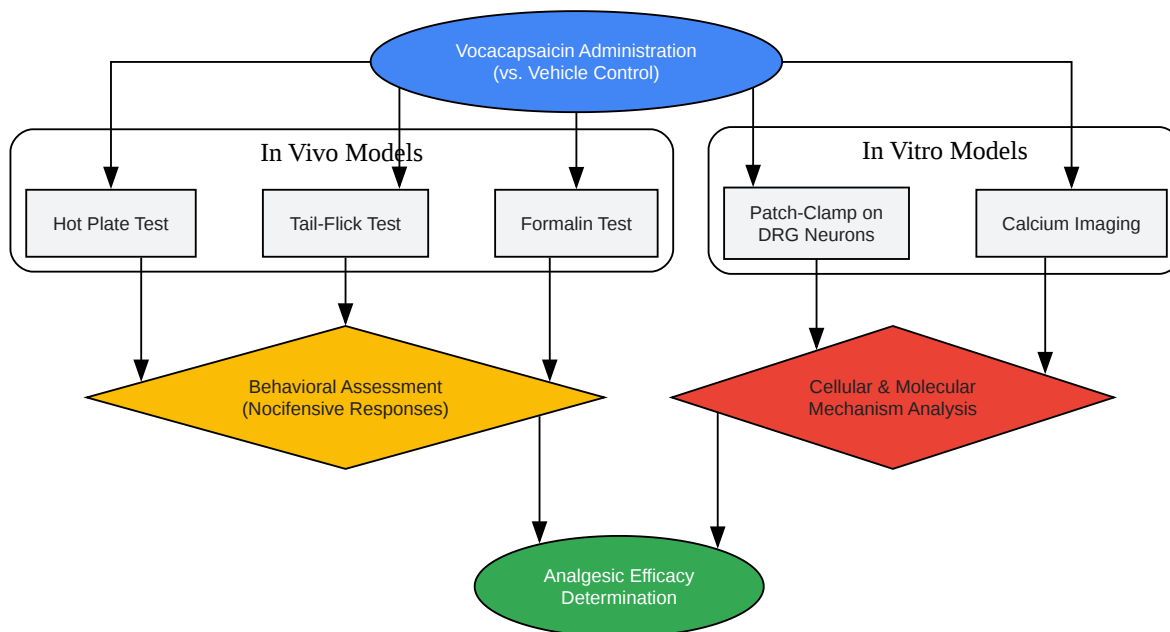 Vocacapsaicin Administration
(vs. Vehicle Control)
In Vivo Models
In Vitro Models
Hot Plate Test
Tail-Flick Test
Formalin Test
Patch-Clamp on
DRG Neurons
Calcium Imaging
Behavioral Assessment
(Nocifensive Responses)
Cellular & Molecular
Mechanism Analysis
Analgesic Efficacy
Determination